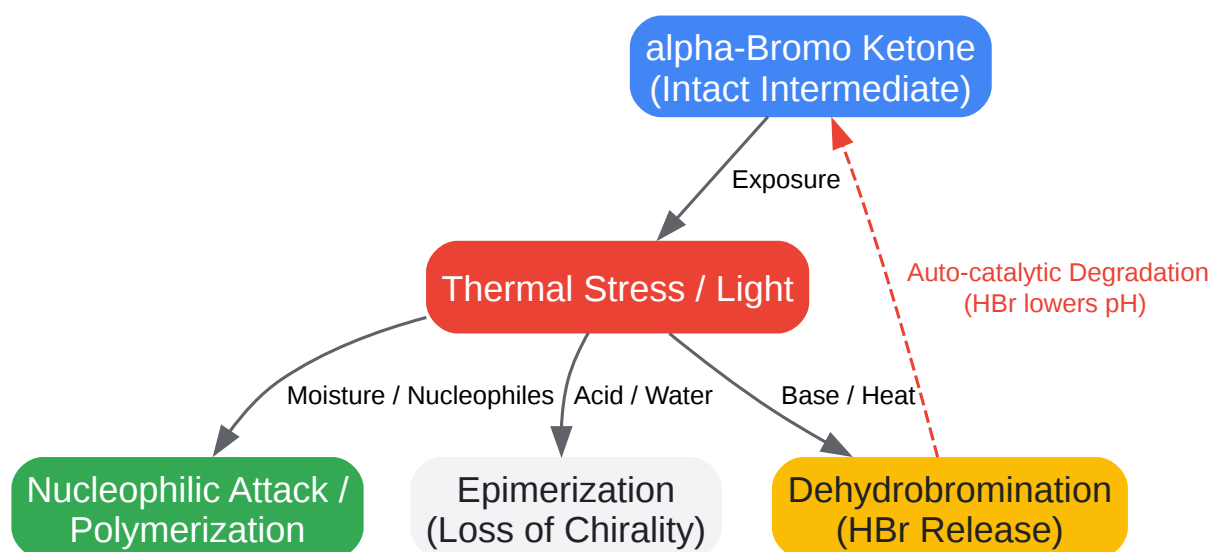 alpha-Bromo Ketone
(Intact Intermediate)
Exposure
Thermal Stress / Light
Auto-catalytic Degradation
(HBr lowers pH)
Moisture / Nucleophiles
Acid / Water
Base / Heat
Nucleophilic Attack /
Polymerization
Epimerization
(Loss of Chirality)
Dehydrobromination
(HBr Release)